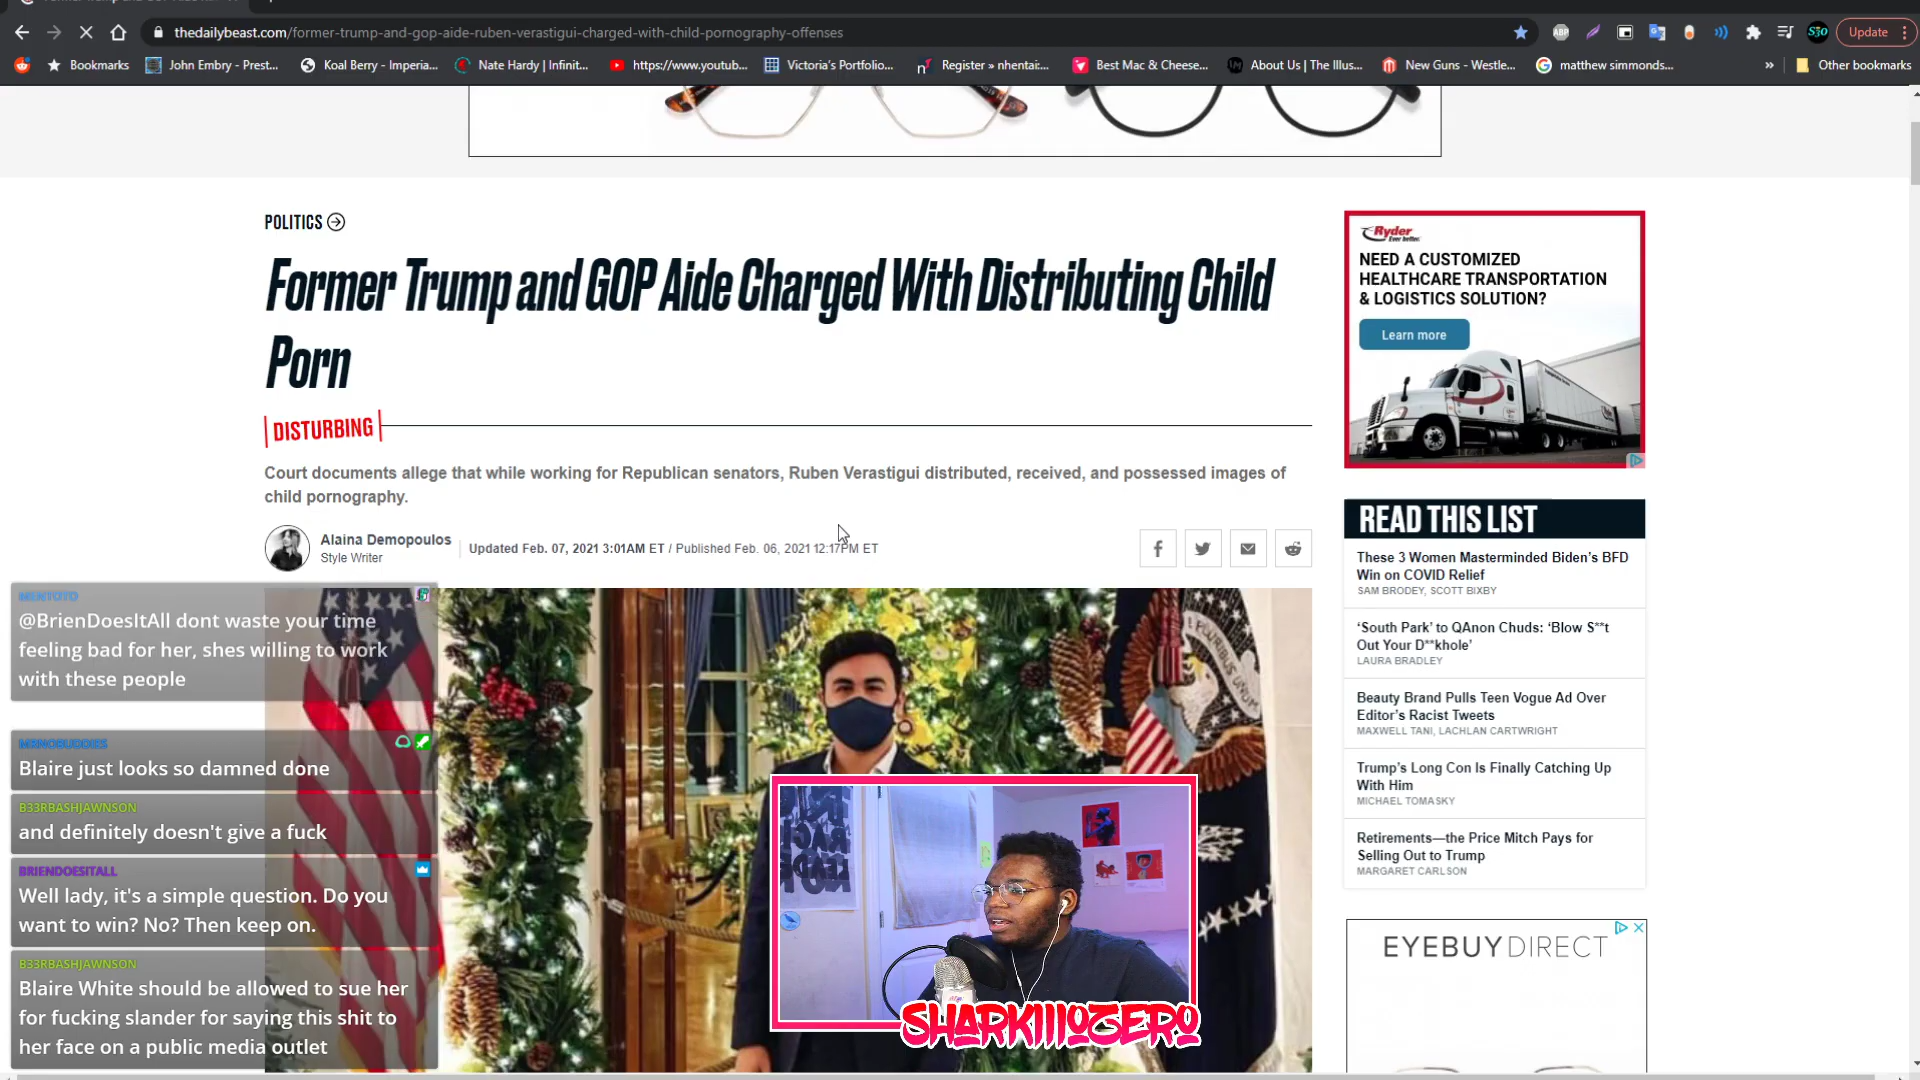 thedailybeast.com/former-trump-and-gop-aide-ruben-verastigui-charged-with-child-pornography-offenses
ABP
S30
Update
Bookmarks
John Embry - Prest...
Koal Berry - Imperia...
Nate Hardy | Infinit...
https://www.youtub...
Victoria's Portfolio...
Register » nhentai:...
Best Mac & Cheese...
About Us | The Illus...
New Guns - Westle...
matthew simmonds...
»
Other bookmarks
POLITICS
Former Trump and GOP Aide Charged With Distributing Child
Porn
DISTURBING
Court documents allege that while working for Republican senators, Ruben Verastigui distributed, received, and possessed images of
child pornography.
Alaina Demopoulos
Style Writer
Updated Feb. 07, 2021 3:01AM ET / Published Feb. 06, 2021 12:17PM ET
Ryder
Ever better.
NEED A CUSTOMIZED
HEALTHCARE TRANSPORTATION
& LOGISTICS SOLUTION?
Learn more
READ THIS LIST
These 3 Women Masterminded Biden's BFD
Win on COVID Relief
SAM BRODEY, SCOTT BIXBY
'South Park' to QAnon Chuds: 'Blow S**t
Out Your D**khole'
LAURA BRADLEY
Beauty Brand Pulls Teen Vogue Ad Over
Editor's Racist Tweets
MAXWELL TANI, LACHLAN CARTWRIGHT
Trump's Long Con Is Finally Catching Up
With Him
MICHAEL TOMASKY
Retirements—the Price Mitch Pays for
Selling Out to Trump
MARGARET CARLSON
EYEBUYDIRECT
MENTOTO
@BrienDoesItAll dont waste your time
feeling bad for her, shes willing to work
with these people
MRNOBUDDIES
Blaire just looks so damned done
B33RBASHJAWNSON
and definitely doesn't give a fuck
BRIENDOESITALL
Well lady, it's a simple question. Do you
want to win? No? Then keep on.
B33RBASHJAWNSON
Blaire White should be allowed to sue her
for fucking slander for saying this shit to
her face on a public media outlet
E PLURIBUS UNUM
SHARK3OZERO